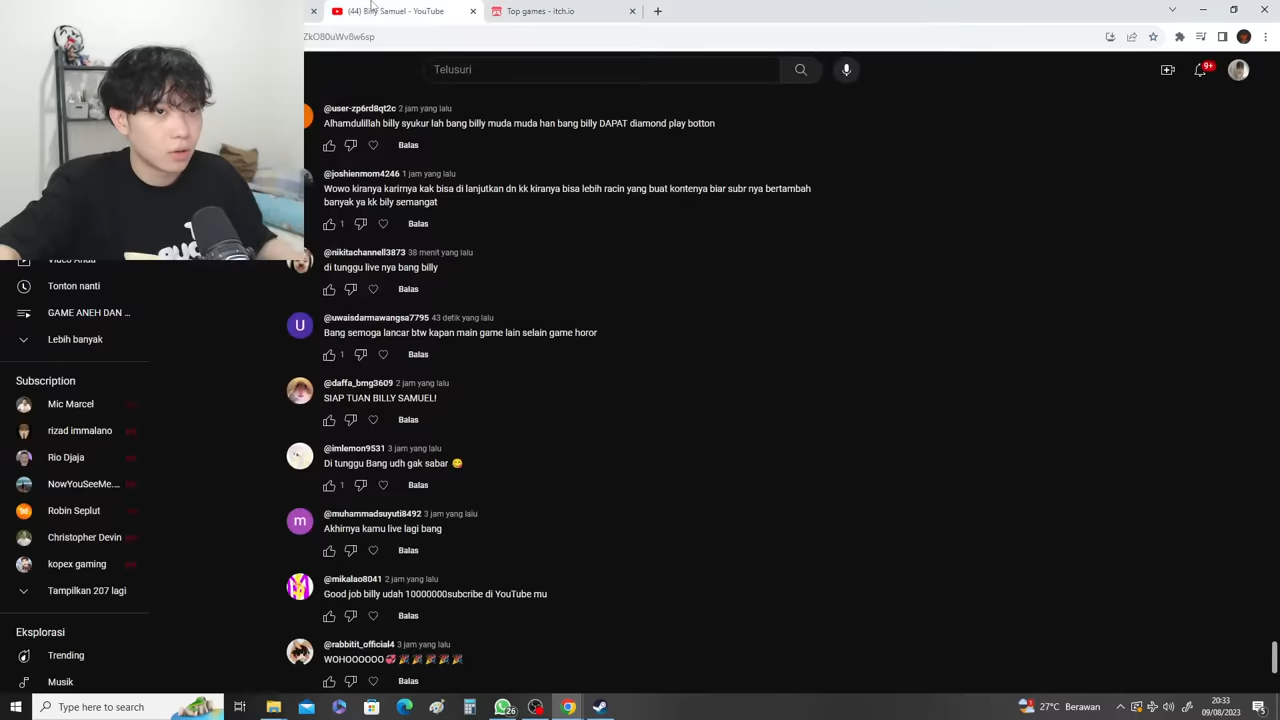 (44) Billy Samuel - YouTube
Top games - itch.io
ZkO80uWv8w6sp
Telusuri
9+
@user-zp6rd8qt2c 2 jam yang lalu
Alhamdulillah billy syukur lah bang billy muda muda han bang billy DAPAT diamond play botton
Balas
@joshienmom4246 1 jam yang lalu
Wowo kiranya karirnya kak bisa di lanjutkan dn kk kiranya bisa lebih racin yang buat kontenya biar subr nya bertambah
banyak ya kk bily semangat
1 Balas
@nikitachannell3873 38 menit yang lalu
di tunggu live nya bang billy
Balas
U
@uwaisdarmawangsa7795 43 detik yang lalu
Bang semoga lancar btw kapan main game lain selain game horor
1 Balas
@daffa_bmg3609 2 jam yang lalu
SIAP TUAN BILLY SAMUEL!
Balas
@imlemon9531 3 jam yang lalu
Di tunggu Bang udh gak sabar 😋
1 Balas
m
@muhammadsuyuti8492 3 jam yang lalu
Akhirnya kamu live lagi bang
Balas
@mikalao8041 2 jam yang lalu
Good job billy udah 10000000subcribe di YouTube mu
Balas
@rabbitit_official4 3 jam yang lalu
WOHOOOOOO💞🎉🎉🎉🎉🎉
Balas
Video Anda
Tonton nanti
GAME ANEH DAN ...
Lebih banyak
Subscription
Mic Marcel
rizad immalano
Rio Djaja
NowYouSeeMe....
Robin Seplut
Christopher Devin
kopex gaming
Tampilkan 207 lagi
Eksplorasi
Trending
Musik
Type here to search
26
27°C Berawan
20:33
09/08/2023
5